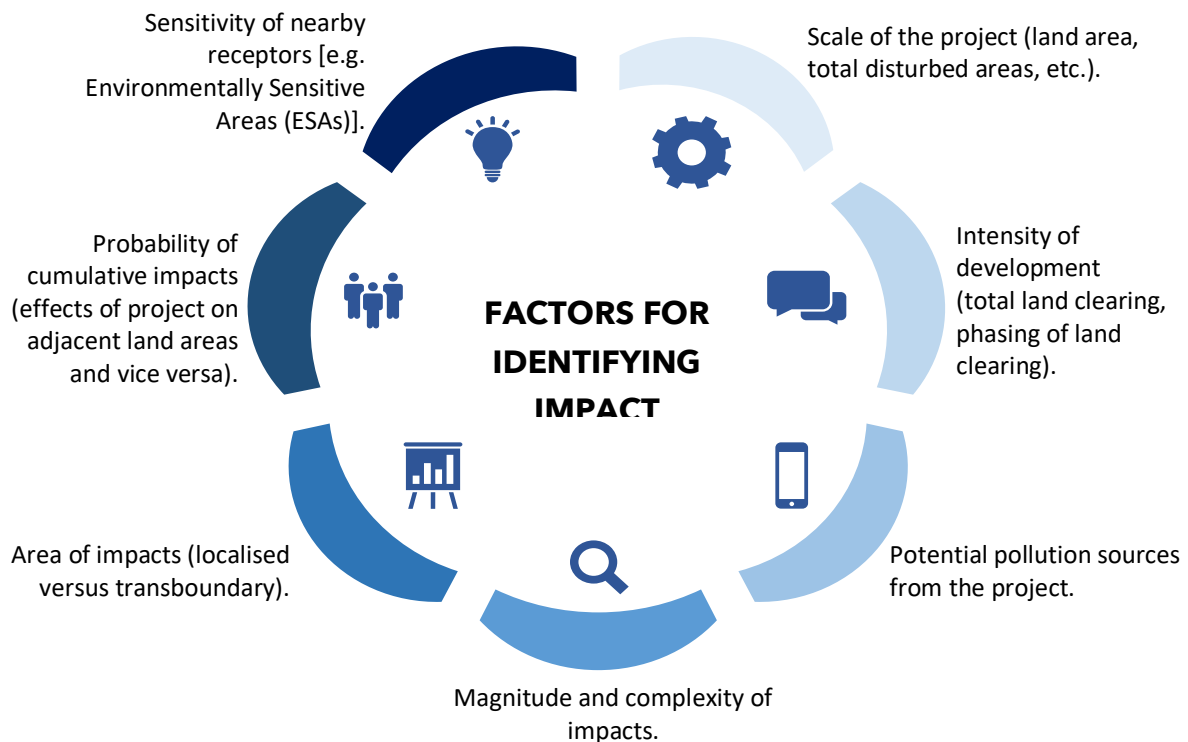 Sensitivity of nearby
receptors [e.g.
Environmentally Sensitive
Areas (ESAs)].
Scale of the project (land area,
total disturbed areas, etc.).
Probability of
cumulative impacts
(effects of project on
adjacent land areas
and vice versa).
FACTORS FOR
IDENTIFYING
IMPACT
Intensity of
development
(total land clearing,
phasing of land
clearing).
Area of impacts (localised
versus transboundary).
Potential pollution sources
from the project.
Magnitude and complexity of
impacts.